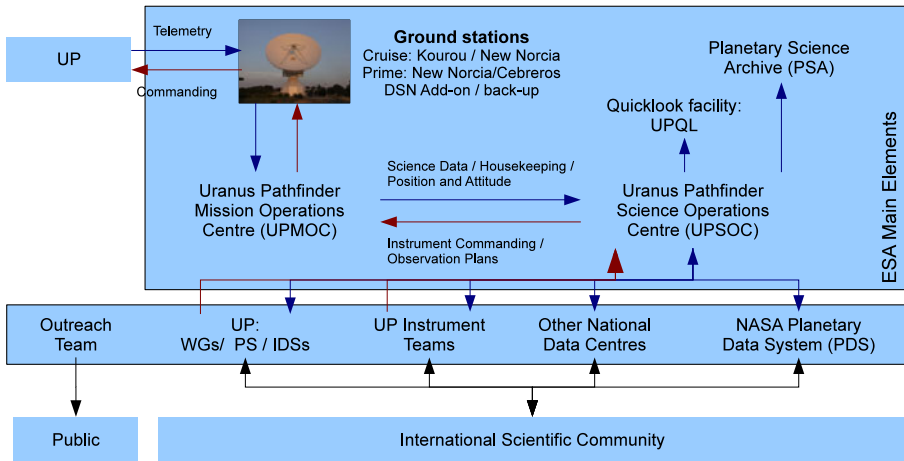 UP
Telemetry
Commanding
Ground stations
Cruise: Kourou / New Norcia
Prime: New Norcia/Cebreros
DSN Add-on / back-up
Planetary Science
Archive (PSA)
Quicklook facility:
UPQL
Uranus Pathfinder
Mission Operations
Centre (UPMOC)
Science Data / Housekeeping /
Position and Attitude
Instrument Commanding /
Observation Plans
Uranus Pathfinder
Science Operations
Centre (UPSOC)
ESA Main Elements
Outreach
Team
UP:
WGs/ PS / IDSs
UP Instrument
Teams
Other National
Data Centres
NASA Planetary
Data System (PDS)
Public
International Scientific Community